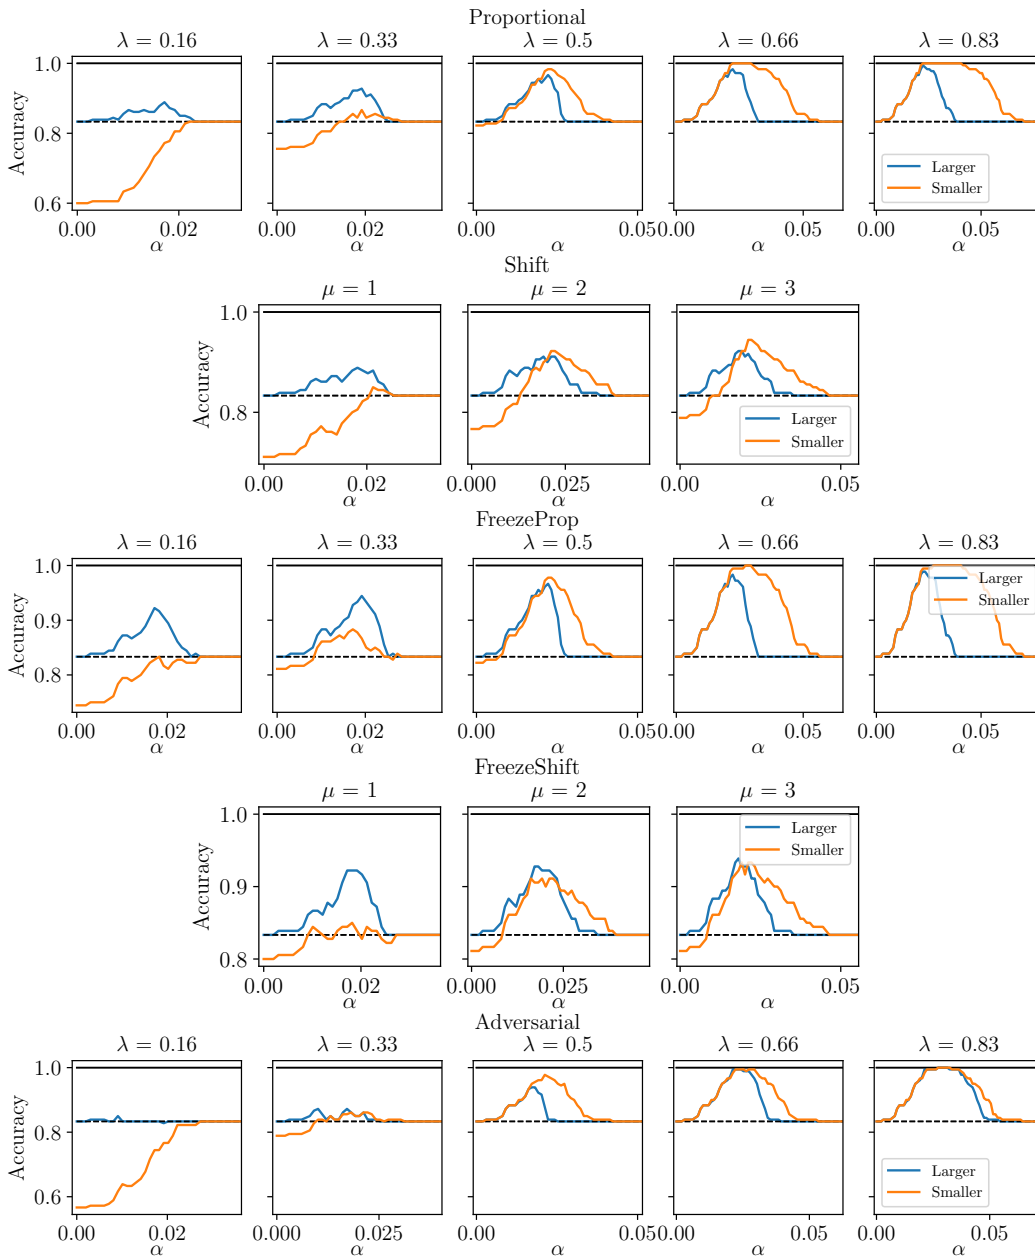 Proportional
λ = 0.16 λ = 0.33 λ = 0.5 λ = 0.66 λ = 0.83
Accuracy
1.0
0.8
0.6
Larger
Smaller
0.00 0.02 0.00 0.02 0.00 0.05 0.00 0.05 0.00 0.05
α α α α α
Shift
μ = 1 μ = 2 μ = 3
Accuracy
1.0
0.8
Larger
Smaller
0.00 0.02 0.000 0.025 0.00 0.05
α α α
FreezeProp
λ = 0.16 λ = 0.33 λ = 0.5 λ = 0.66 λ = 0.83
Accuracy
1.0
0.9
0.8
Larger
Smaller
0.00 0.02 0.00 0.02 0.00 0.05 0.00 0.05 0.00 0.05
α α α α α
FreezeShift
μ = 1 μ = 2 μ = 3
Accuracy
1.0
0.9
0.8
Larger
Smaller
0.00 0.02 0.000 0.025 0.00 0.05
α α α
Adversarial
λ = 0.16 λ = 0.33 λ = 0.5 λ = 0.66 λ = 0.83
Accuracy
1.0
0.8
0.6
Larger
Smaller
0.00 0.02 0.000 0.025 0.00 0.05 0.00 0.05 0.00 0.05
α α α α α